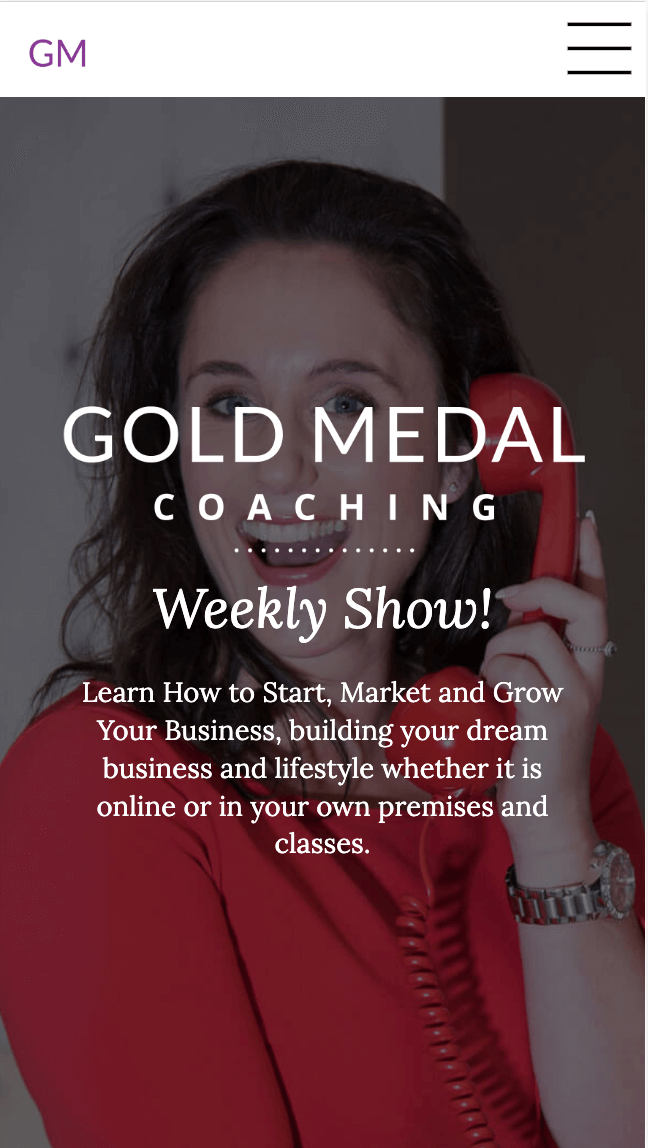 GM
GOLD MEDAL
COACHING
Weekly Show!
Learn How to Start, Market and Grow
Your Business, building your dream
business and lifestyle whether it is
online or in your own premises and
classes.